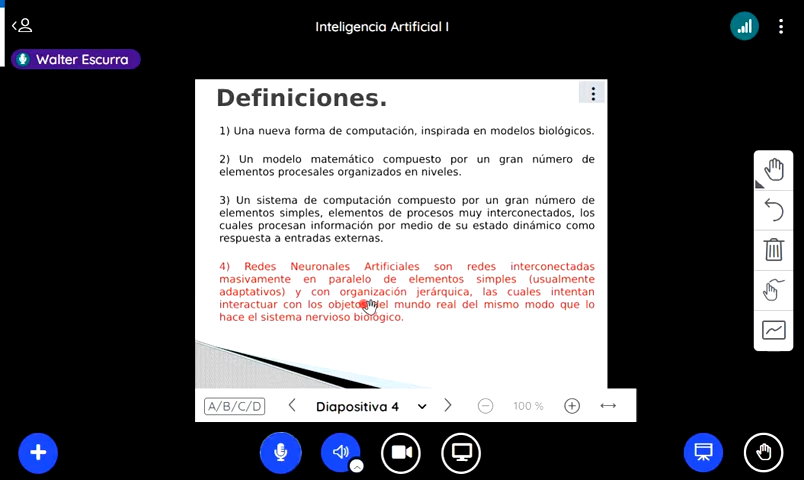 Inteligencia Artificial I
Walter Escurra
Definiciones.
1) Una nueva forma de computación, inspirada en modelos biológicos.
2) Un modelo matemático compuesto por un gran número de
elementos procesales organizados en niveles.
3) Un sistema de computación compuesto por un gran número de
elementos simples, elementos de procesos muy interconectados, los
cuales procesan información por medio de su estado dinámico como
respuesta a entradas externas.
4) Redes Neuronales Artificiales son redes interconectadas
masivamente en paralelo de elementos simples (usualmente
adaptativos) y con organización jerárquica, las cuales intentan
interactuar con los objetos del mundo real del mismo modo que lo
hace el sistema nervioso biológico.
A/B/C/D
Diapositiva 4
100 %